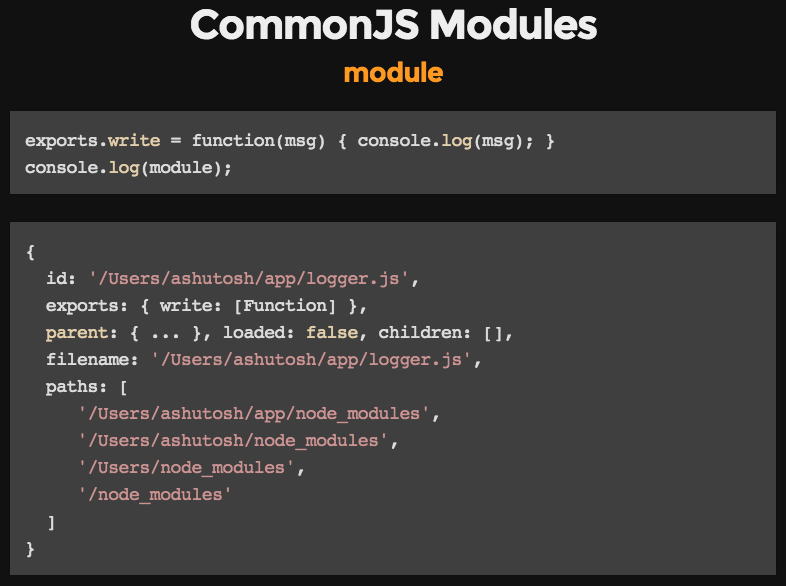 CommonJS Modules
module
exports.write = function(msg) { console.log(msg); }
console.log(module);
{
  id: '/Users/ashutosh/app/logger.js',
  exports: { write: [Function] },
  parent: { ... }, loaded: false, children: [],
  filename: '/Users/ashutosh/app/logger.js',
  paths: [
     '/Users/ashutosh/app/node_modules',
     '/Users/ashutosh/node_modules',
     '/Users/node_modules',
     '/node_modules'
  ]
}